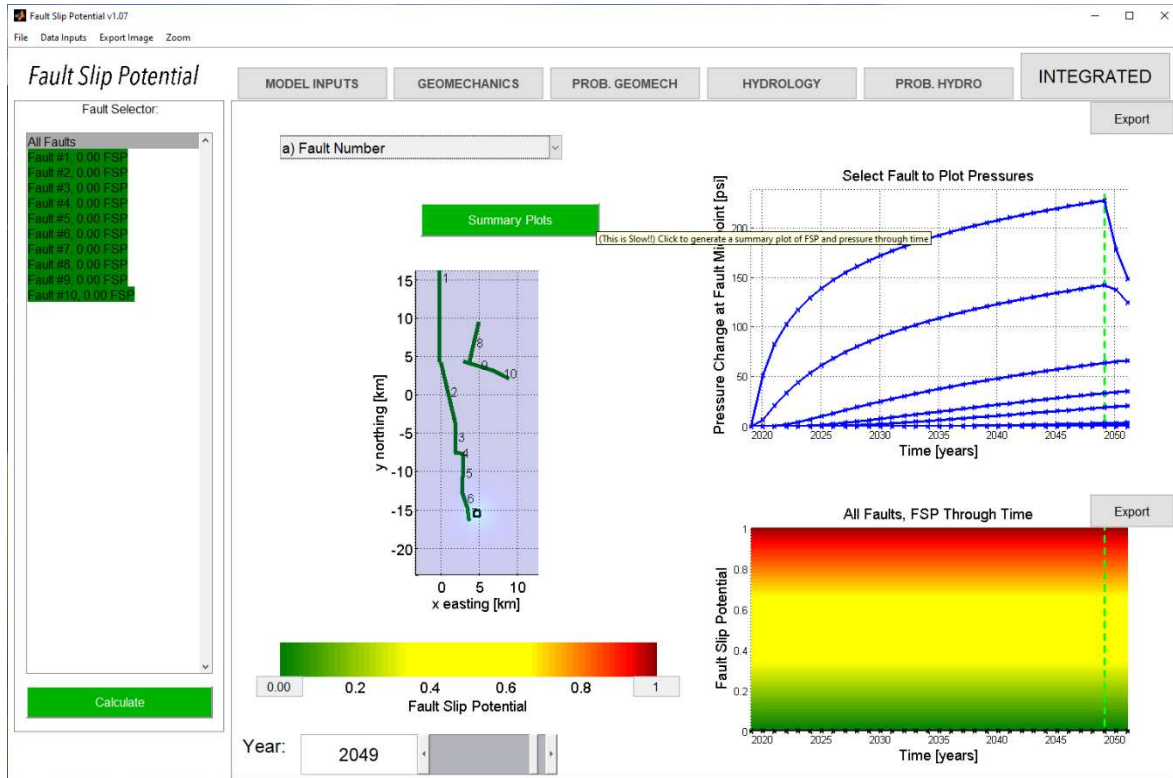 Fault Slip Potential v1.07
File Data Inputs Export Image Zoom
Fault Slip Potential
MODEL INPUTS GEOMECHANICS PROB. GEOMECH HYDROLOGY PROB. HYDRO INTEGRATED
Export
Fault Selector:
All Faults
Fault #1, 0.00 FSP
Fault #2, 0.00 FSP
Fault #3, 0.00 FSP
Fault #4, 0.00 FSP
Fault #5, 0.00 FSP
Fault #6, 0.00 FSP
Fault #7, 0.00 FSP
Fault #8, 0.00 FSP
Fault #9, 0.00 FSP
Fault #10, 0.00 FSP
Calculate
a) Fault Number
Summary Plots
(This is Slow!!) Click to generate a summary plot of FSP and pressure through time
15
10
5
0
-5
-10
-15
-20
y northing [km]
1
8
9
10
2
3
4
5
6
0 5 10
x easting [km]
0.00 0.2 0.4 0.6 0.8 1
Fault Slip Potential
Year: 2049
Select Fault to Plot Pressures
Pressure Change at Fault Midpoint [psi]
200
150
100
50
0
2020 2025 2030 2035 2040 2045 2050
Time [years]
Export
All Faults, FSP Through Time
Fault Slip Potential
1
0.8
0.6
0.4
0.2
0
2020 2025 2030 2035 2040 2045 2050
Time [years]